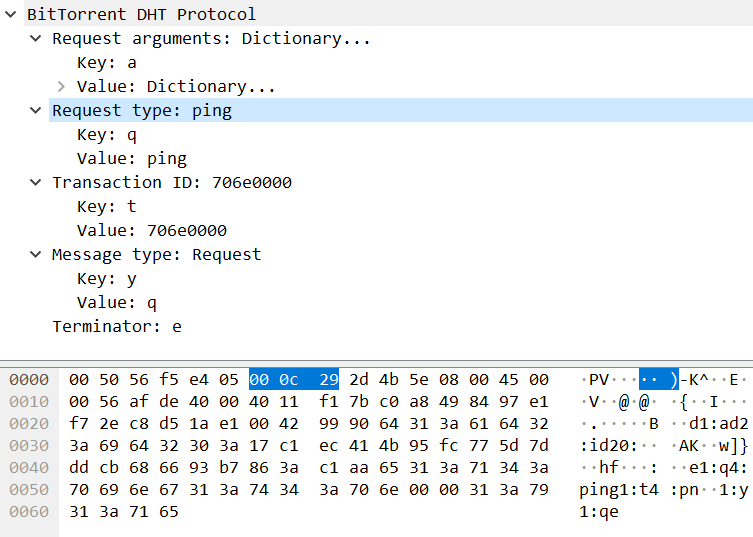 BitTorrent DHT Protocol
Request arguments: Dictionary...
Key: a
Value: Dictionary...
Request type: ping
Key: q
Value: ping
Transaction ID: 706e0000
Key: t
Value: 706e0000
Message type: Request
Key: y
Value: q
Terminator: e
0000 00 50 56 f5 e4 05 00 0c 29 2d 4b 5e 08 00 45 00 ·PV··· ·· )-K^··E·
0010 00 56 af de 40 00 40 11 f1 7b c0 a8 49 84 97 e1 ·V··@·@· ·{··I···
0020 f7 2e c8 d5 1a e1 00 42 99 90 64 31 3a 61 64 32 ·.·····B ··d1:ad2
0030 3a 69 64 32 30 3a 17 c1 ec 41 4b 95 fc 77 5d 7d :id20:·· ·AK··w]}
0040 dd cb 68 66 93 b7 86 3a c1 aa 65 31 3a 71 34 3a ··hf···: ··e1:q4:
0050 70 69 6e 67 31 3a 74 34 3a 70 6e 00 00 31 3a 79 ping1:t4 :pn··1:y
0060 31 3a 71 65 1:qe